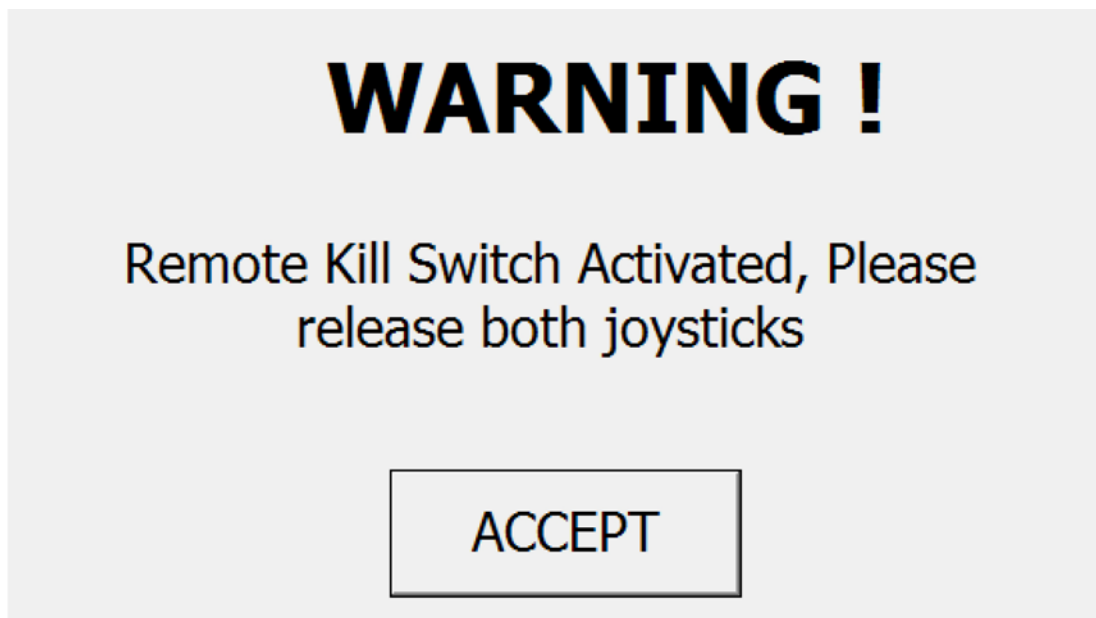 WARNING !
Remote Kill Switch Activated, Please
release both joysticks
ACCEPT